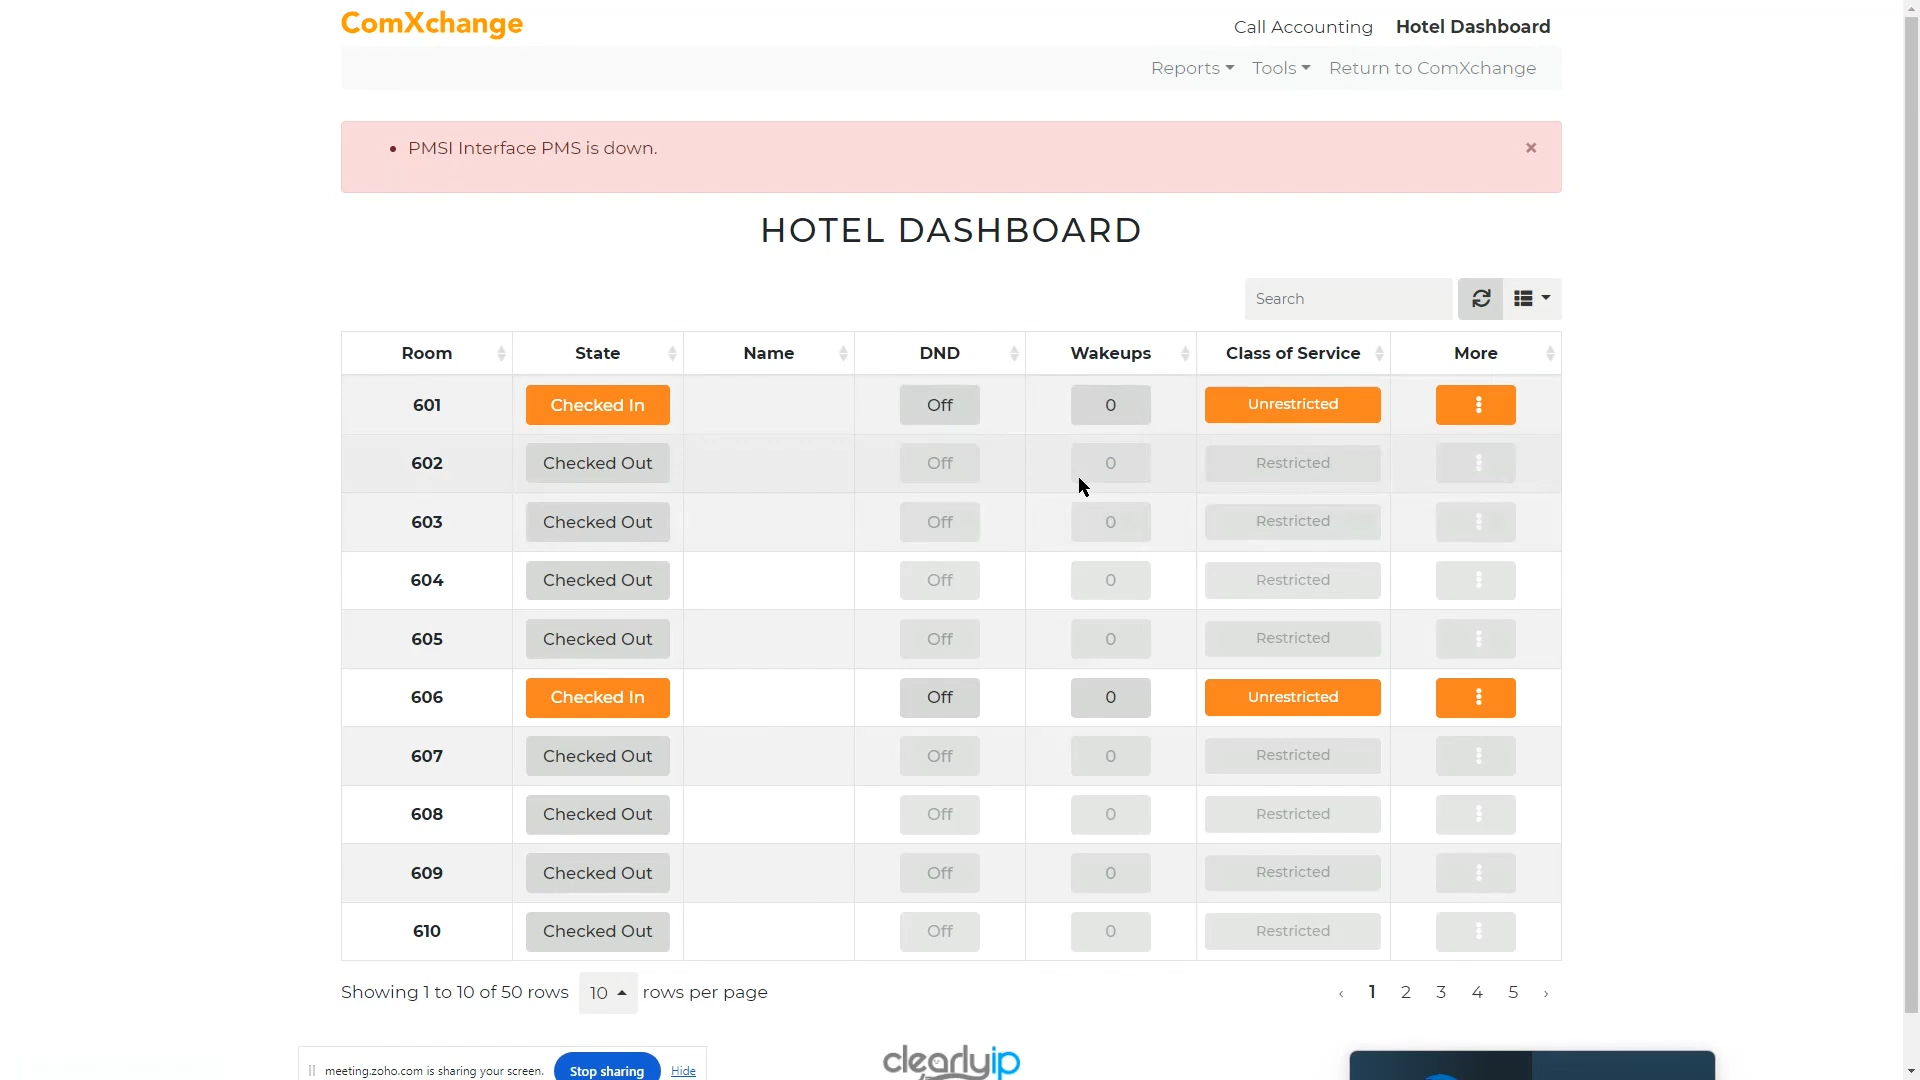 ComXchange
Call Accounting Hotel Dashboard
Reports Tools Return to ComXchange
PMSI Interface PMS is down. ×
HOTEL DASHBOARD
Search
Room State Name DND Wakeups Class of Service More
601 Checked In Off 0 Unrestricted
602 Checked Out Off 0 Restricted
603 Checked Out Off 0 Restricted
604 Checked Out Off 0 Restricted
605 Checked Out Off 0 Restricted
606 Checked In Off 0 Unrestricted
607 Checked Out Off 0 Restricted
608 Checked Out Off 0 Restricted
609 Checked Out Off 0 Restricted
610 Checked Out Off 0 Restricted
Showing 1 to 10 of 50 rows 10 rows per page ‹ 1 2 3 4 5 ›
meeting.zoho.com is sharing your screen. Stop sharing Hide
clearlyip